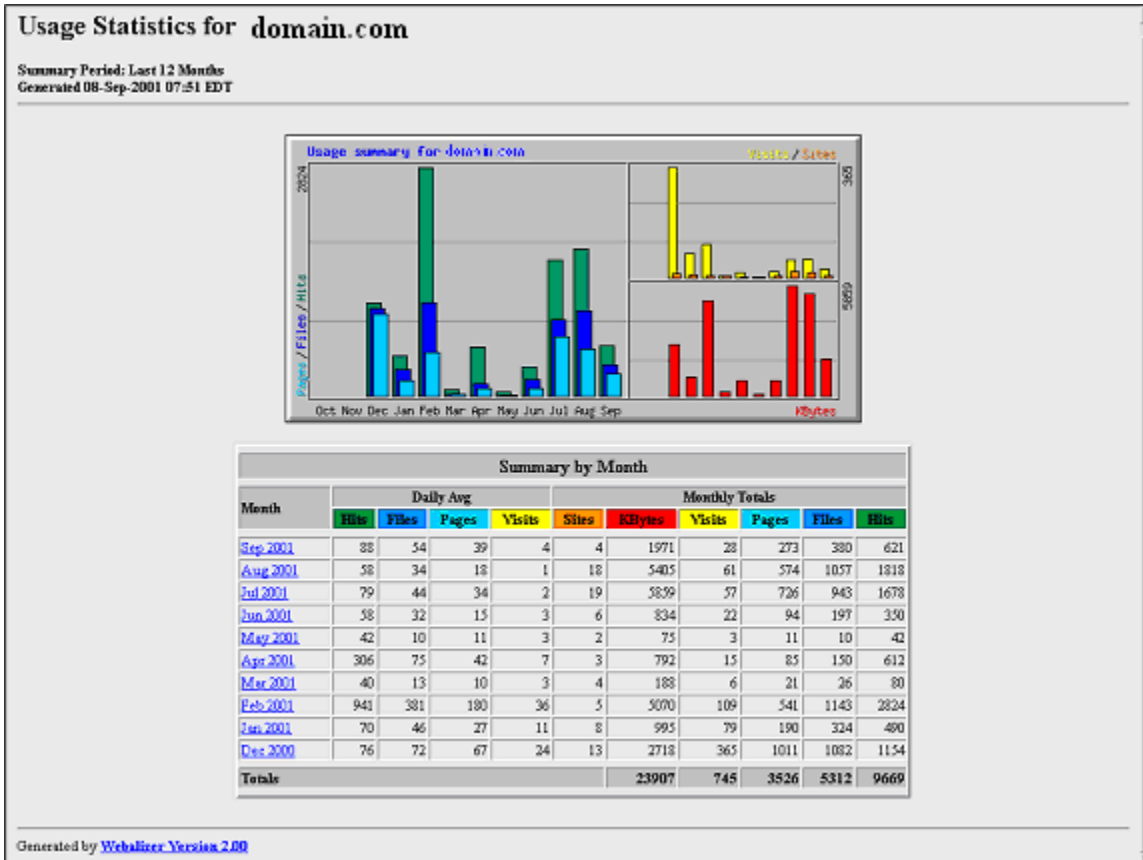 Usage Statistics for domain.com
Summary Period: Last 12 Months
Generated 08-Sep-2001 07:51 EDT
Usage summary for domain.com
Visits / Sites
2824
365
Pages / Files / Hits
5859
Oct Nov Dec Jan Feb Mar Apr May Jun Jul Aug Sep
KBytes
Summary by Month
Month Daily Avg Monthly Totals
Hits Files Pages Visits Sites KBytes Visits Pages Files Hits
Sep 2001 88 54 39 4 4 1971 28 273 380 621
Aug 2001 58 34 18 1 18 5405 61 574 1057 1818
Jul 2001 79 44 34 2 19 5859 57 726 943 1678
Jun 2001 58 32 15 3 6 834 22 94 197 350
May 2001 42 10 11 3 2 75 3 11 10 42
Apr 2001 306 75 42 7 3 792 15 85 150 612
Mar 2001 40 13 10 3 4 188 6 21 26 80
Feb 2001 941 381 180 36 5 5070 109 541 1143 2824
Jan 2001 70 46 27 11 8 995 79 190 324 490
Dec 2000 76 72 67 24 13 2718 365 1011 1082 1154
Totals 23907 745 3526 5312 9669
Generated by Webalizer Version 2.00